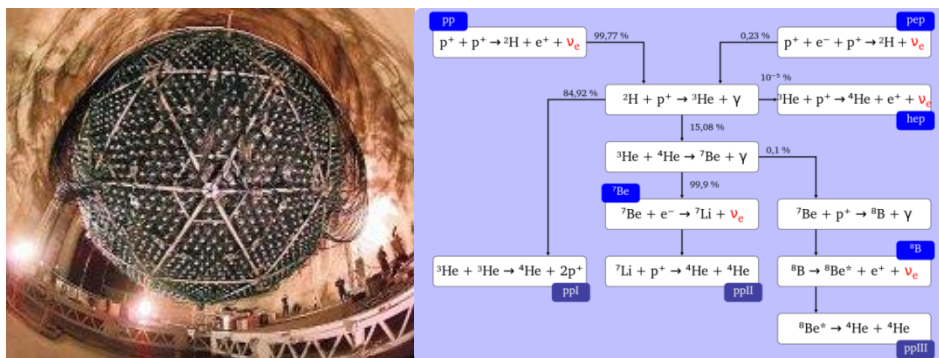 pp
p⁺ + p⁺ → ²H + e⁺ + νₑ
99,77 %
pep
0,23 %
p⁺ + e⁻ + p⁺ → ²H + νₑ
84,92 %
²H + p⁺ → ³He + γ
10⁻⁵ %
³He + p⁺ → ⁴He + e⁺ + νₑ
hep
15,08 %
³He + ⁴He → ⁷Be + γ
0,1 %
⁷Be
99,9 %
⁷Be + e⁻ → ⁷Li + νₑ
⁷Be + p⁺ → ⁸B + γ
⁸B
³He + ³He → ⁴He + 2p⁺
ppI
⁷Li + p⁺ → ⁴He + ⁴He
ppII
⁸B → ⁸Be* + e⁺ + νₑ
⁸Be* → ⁴He + ⁴He
ppIII